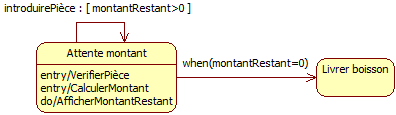 introduirePièce : [ montantRestant>0 ]
Attente montant
entry/VerifierPièce
entry/CalculerMontant
do/AfficherMontantRestant
when(montantRestant=0)
Livrer boisson